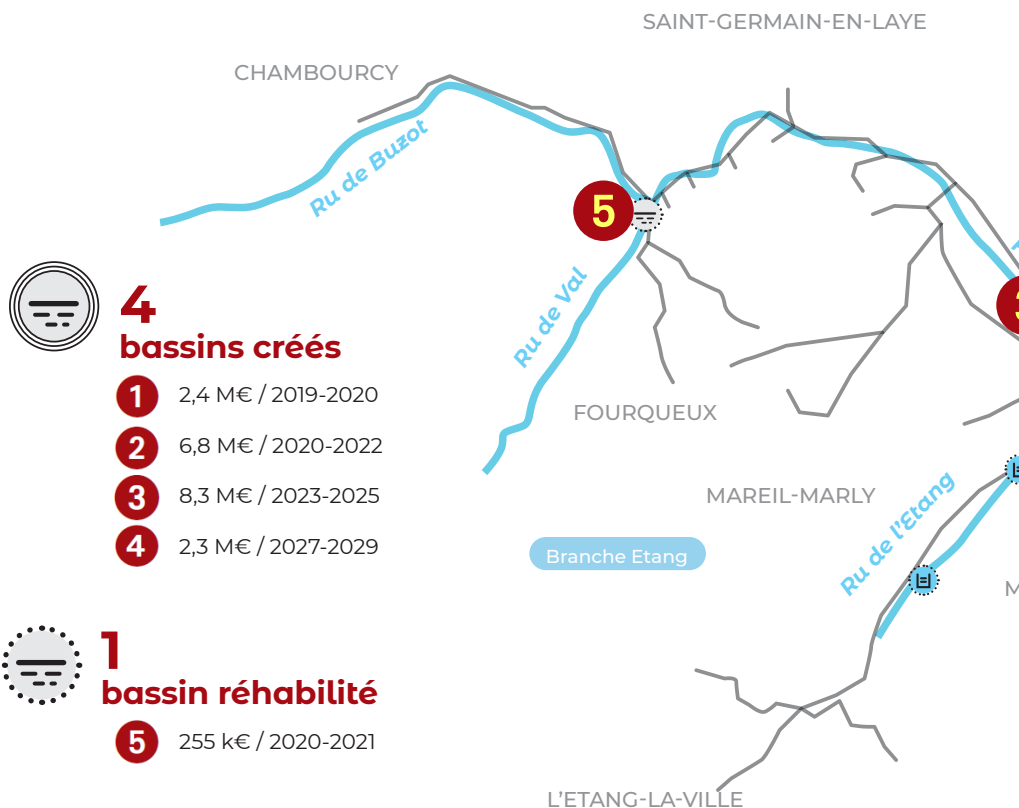 SAINT-GERMAIN-EN-LAYE
CHAMBOURCY
Ru de Buzot
5
Ru de Val
4
bassins créés
1 2,4 M€ / 2019-2020
2 6,8 M€ / 2020-2022
3 8,3 M€ / 2023-2025
4 2,3 M€ / 2027-2029
FOURQUEUX
MAREIL-MARLY
Ru de l'Etang
Branche Etang
1
bassin réhabilité
5 255 k€ / 2020-2021
L'ETANG-LA-VILLE